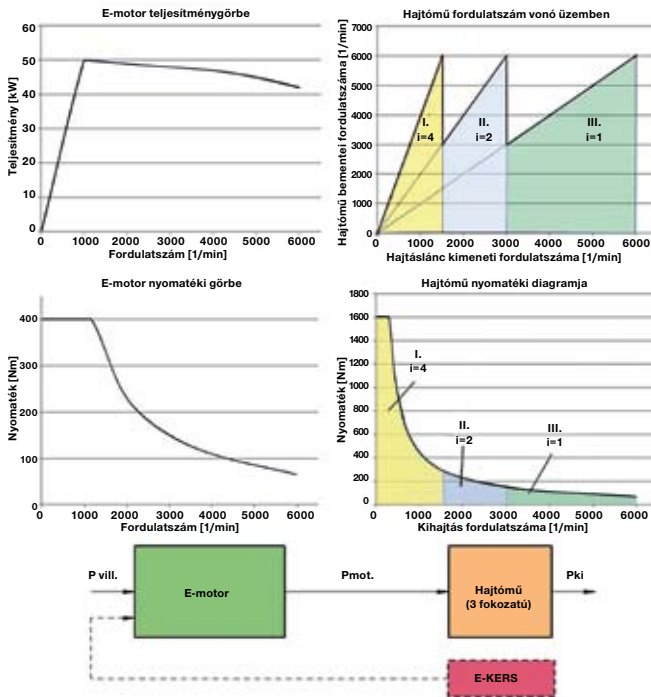 E-motor teljesítménygörbe
Teljesítmény [kW]
60
50
40
30
20
10
0
0 1000 2000 3000 4000 5000 6000
Fordulatszám [1/min]
Hajtómű fordulatszám vonó üzemben
Hajtómű bementei fordulatszáma [1/min]
7000
6000
5000
4000
3000
2000
1000
0
I.
i=4
II.
i=2
III.
i=1
0 1000 2000 3000 4000 5000 6000
Hajtáslánc kimeneti fordulatszáma [1/min]
E-motor nyomatéki görbe
Nyomaték [Nm]
400
300
200
100
0
0 1000 2000 3000 4000 5000 6000
Fordulatszám [1/min]
Hajtómű nyomatéki diagramja
Nyomaték [Nm]
1800
1600
1400
1200
1000
800
600
400
200
0
I.
i=4
II.
i=2
III.
i=1
0 1000 2000 3000 4000 5000 6000
Kihajtás fordulatszáma [1/min]
P vill.
E-motor
Pmot.
Hajtómű
(3 fokozatú)
Pki
E-KERS